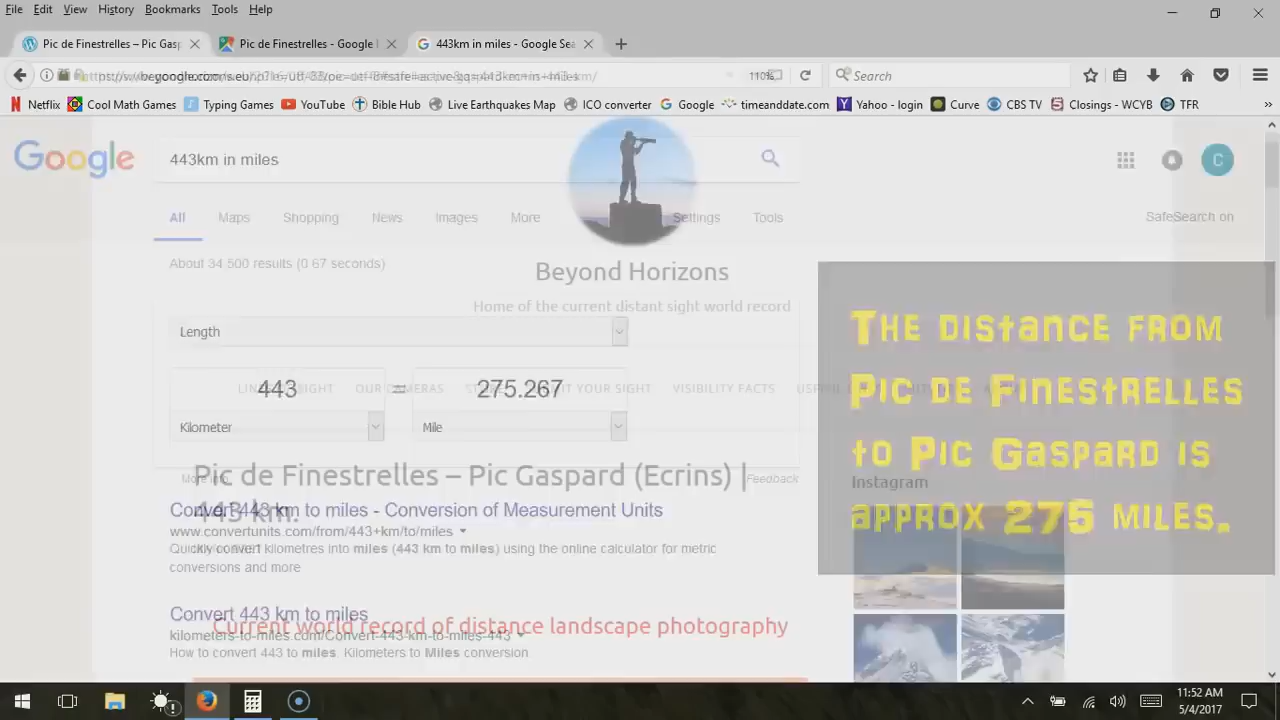 File Edit View History Bookmarks Tools Help
Pic de Finestrelles – Pic Gasp
Pic de Finestrelles - Google
443km in miles - Google Sea
110%
Search
Netflix Cool Math Games Typing Games YouTube Bible Hub Live Earthquakes Map ICO converter Google timeanddate.com Yahoo - login Curve CBS TV Closings - WCYB TFR
Google
443km in miles
All Maps Shopping News Images More Settings Tools
SafeSearch on
About 34,500 results (0.67 seconds)
Beyond Horizons
Home of the current distant sight world record
Length
443 = 275.267
VISIBILITY FACTS
Kilometer Mile
Feedback
Pic de Finestrelles – Pic Gaspard (Ecrins) |
443 km.
Convert 443 km to miles - Conversion of Measurement Units
www.convertunits.com/from/443+km/to/miles
Quickly convert kilometres into miles (443 km to miles) using the online calculator for metric
conversions and more
Convert 443 km to miles
Current world record of distance landscape photography
kilometers-to-miles.com/Convert-443-km-to-miles-443
How to convert 443 to miles. Kilometers to Miles conversion
The distance from
Pic de Finestrelles
to Pic Gaspard is
Instagram
approx 275 miles.
11:52 AM
5/4/2017